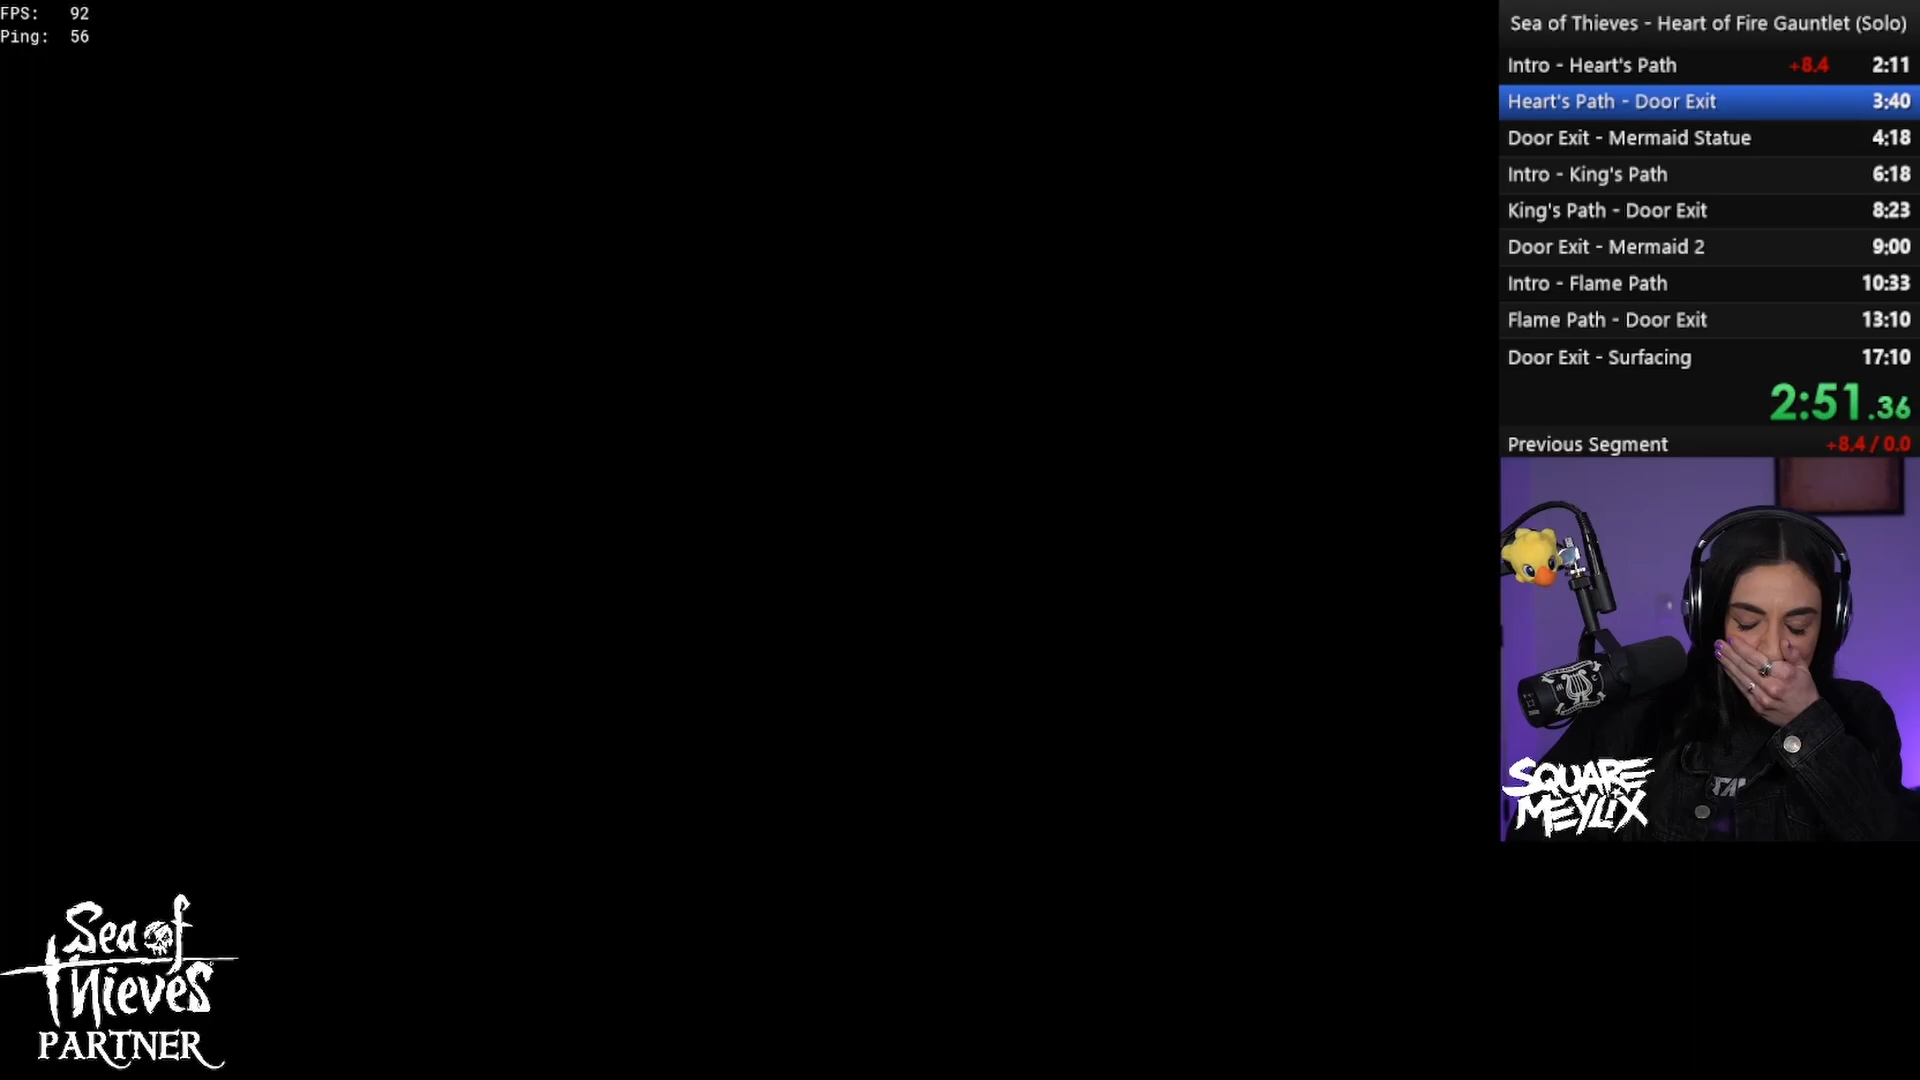 FPS: 92
Ping: 56
Sea of Thieves - Heart of Fire Gauntlet (Solo)
Intro - Heart's Path +8.4 2:11
Heart's Path - Door Exit 3:40
Door Exit - Mermaid Statue 4:18
Intro - King's Path 6:18
King's Path - Door Exit 8:23
Door Exit - Mermaid 2 9:00
Intro - Flame Path 10:33
Flame Path - Door Exit 13:10
Door Exit - Surfacing 17:10
2:51.36
Previous Segment +8.4 / 0.0
SQUARE
MEYLIX
Sea of
Thieves
PARTNER